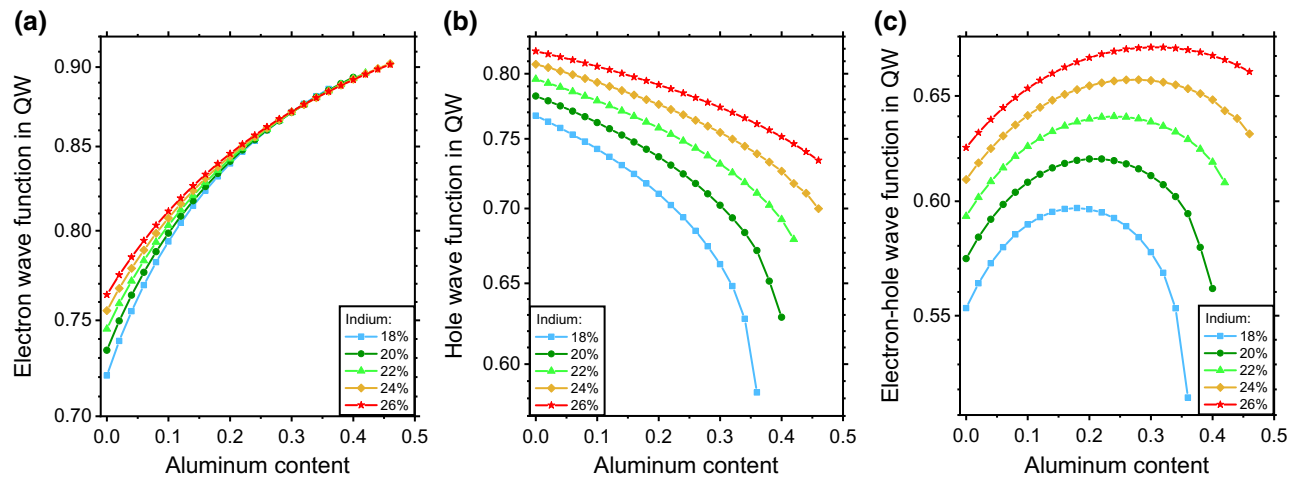 (a)
Electron wave function in QW
0.90
0.85
0.80
0.75
0.70
0.0 0.1 0.2 0.3 0.4 0.5
Aluminum content
Indium:
18%
20%
22%
24%
26%
(b)
Hole wave function in QW
0.80
0.75
0.70
0.65
0.60
0.0 0.1 0.2 0.3 0.4 0.5
Aluminum content
Indium:
18%
20%
22%
24%
26%
(c)
Electron-hole wave function in QW
0.65
0.60
0.55
0.0 0.1 0.2 0.3 0.4 0.5
Aluminum content
Indium:
18%
20%
22%
24%
26%